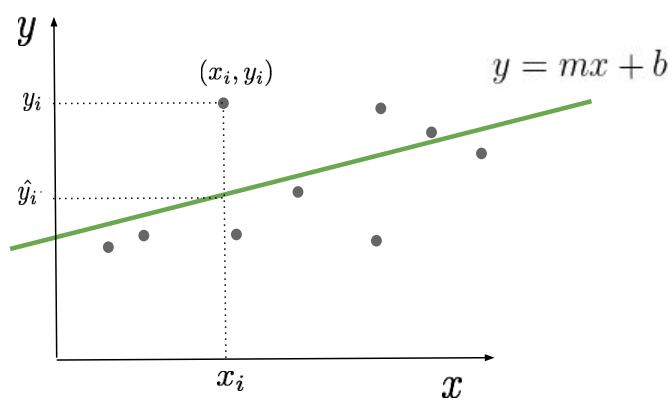 y
(x_i, y_i)
y = mx + b
y_i
ŷ_i
x_i
x